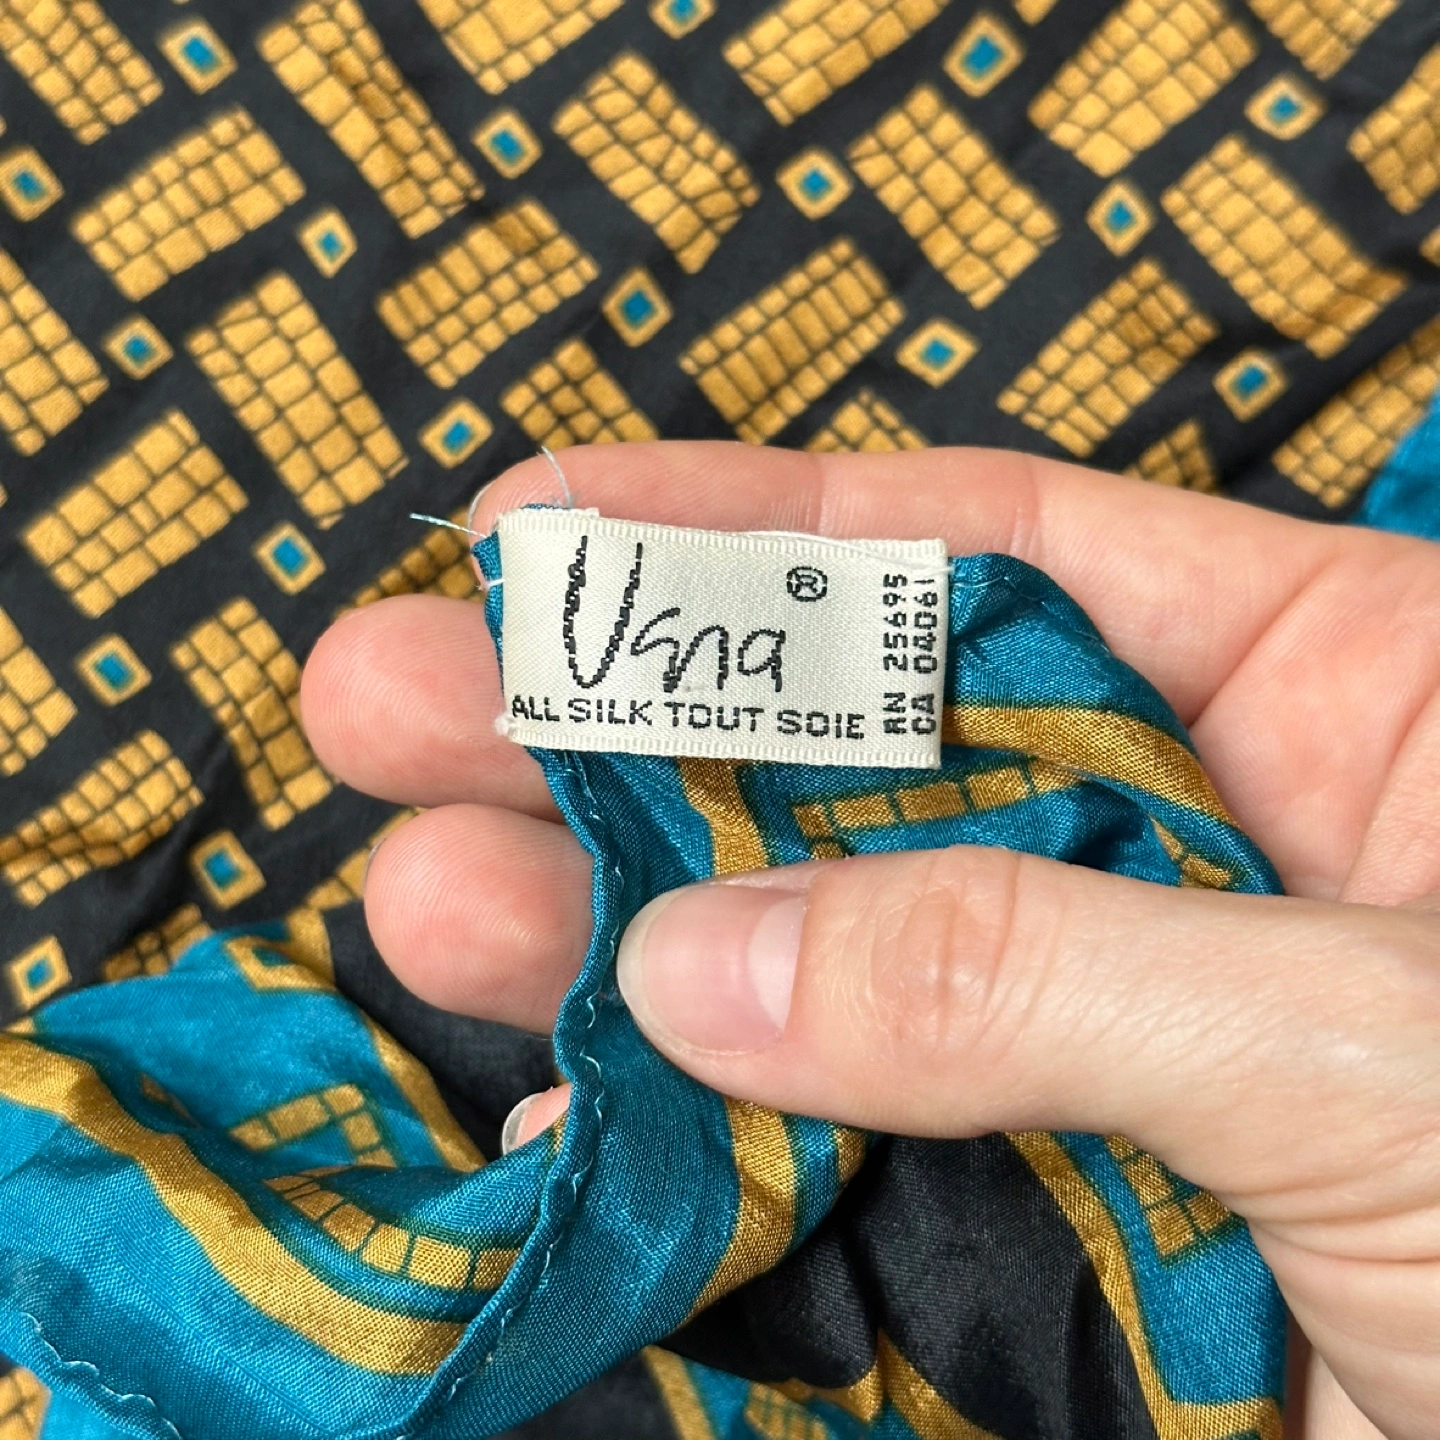 Vera
®
ALL SILK TOUT SOIE
RN 25695
CA 04061